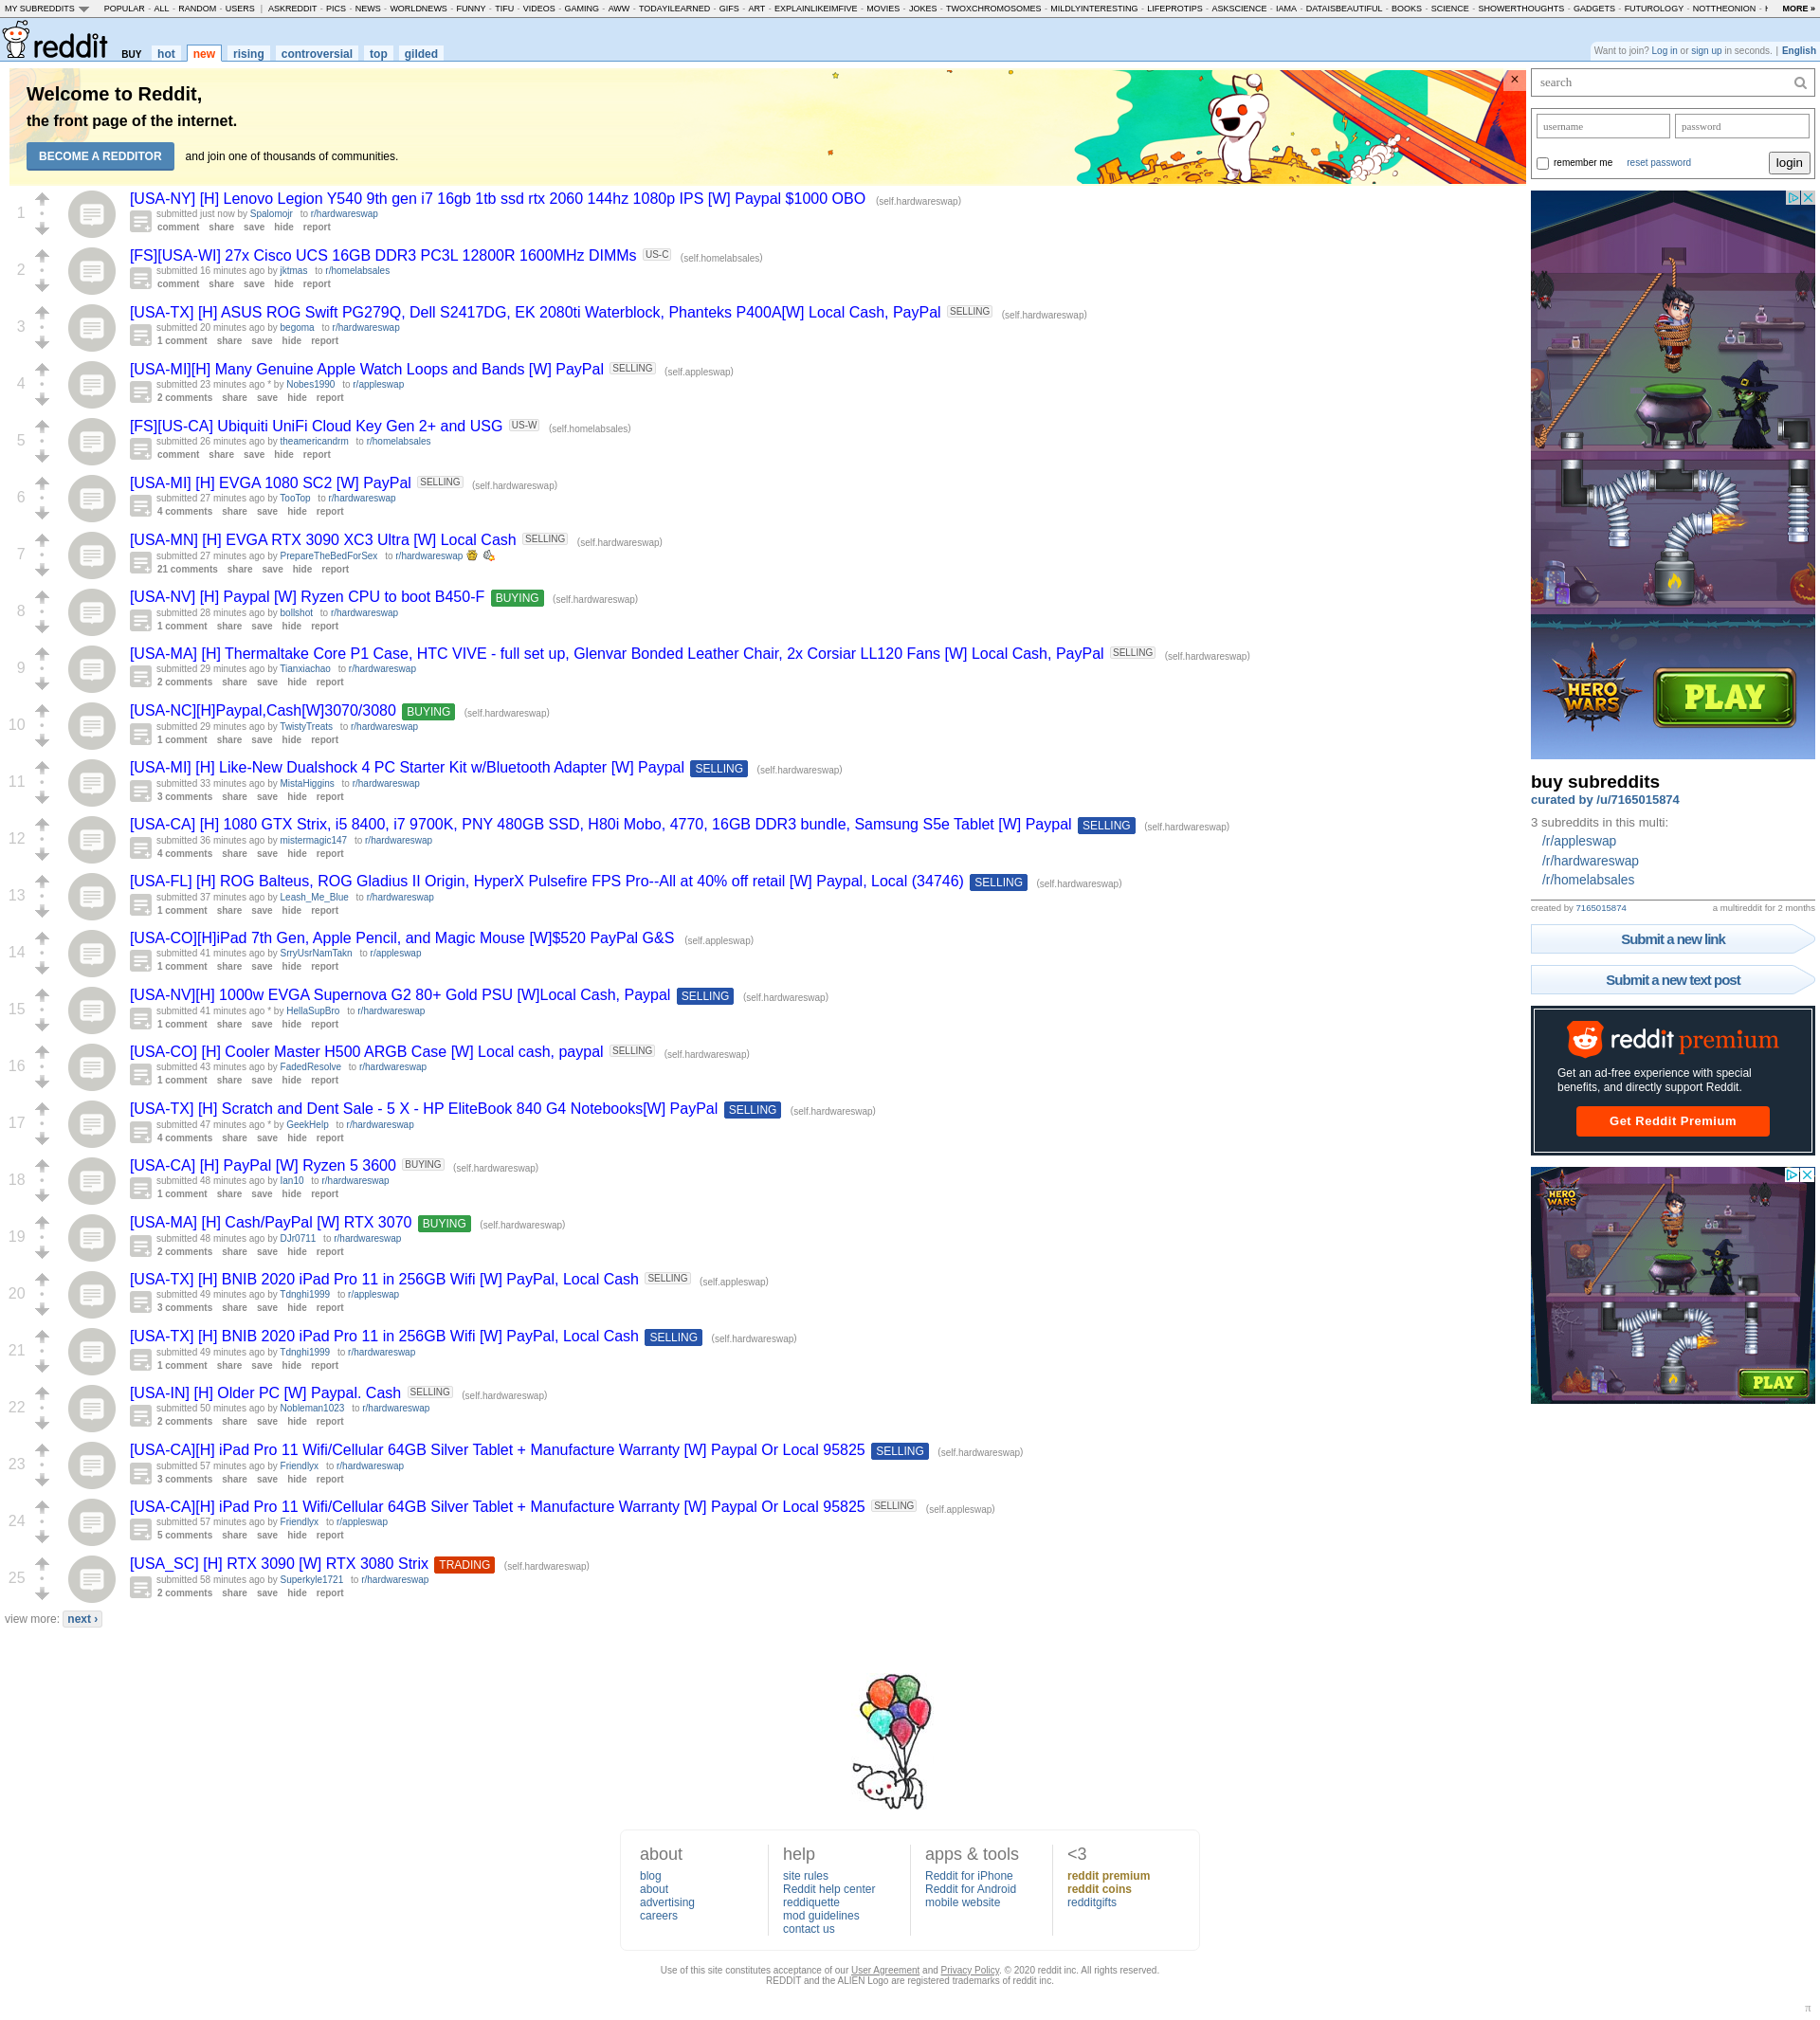 MY SUBREDDITS POPULAR - ALL - RANDOM - USERS | ASKREDDIT - PICS - NEWS - WORLDNEWS - FUNNY - TIFU - VIDEOS - GAMING - AWW - TODAYILEARNED - GIFS - ART - EXPLAINLIKEIMFIVE - MOVIES - JOKES - TWOXCHROMOSOMES - MILDLYINTERESTING - LIFEPROTIPS - ASKSCIENCE - IAMA - DATAISBEAUTIFUL - BOOKS - SCIENCE - SHOWERTHOUGHTS - GADGETS - FUTUROLOGY - NOTTHEONION - MORE »
reddit BUY hot new rising controversial top gilded
Want to join? Log in or sign up in seconds. | English
Welcome to Reddit,
the front page of the internet.
BECOME A REDDITOR and join one of thousands of communities.
×
1
[USA-NY] [H] Lenovo Legion Y540 9th gen i7 16gb 1tb ssd rtx 2060 144hz 1080p IPS [W] Paypal $1000 OBO (self.hardwareswap)
submitted just now by Spalomojr to r/hardwareswap
comment share save hide report
2
[FS][USA-WI] 27x Cisco UCS 16GB DDR3 PC3L 12800R 1600MHz DIMMs US-C (self.homelabsales)
submitted 16 minutes ago by jktmas to r/homelabsales
comment share save hide report
3
[USA-TX] [H] ASUS ROG Swift PG279Q, Dell S2417DG, EK 2080ti Waterblock, Phanteks P400A[W] Local Cash, PayPal SELLING (self.hardwareswap)
submitted 20 minutes ago by begoma to r/hardwareswap
1 comment share save hide report
4
[USA-MI][H] Many Genuine Apple Watch Loops and Bands [W] PayPal SELLING (self.appleswap)
submitted 23 minutes ago * by Nobes1990 to r/appleswap
2 comments share save hide report
5
[FS][US-CA] Ubiquiti UniFi Cloud Key Gen 2+ and USG US-W (self.homelabsales)
submitted 26 minutes ago by theamericandrm to r/homelabsales
comment share save hide report
6
[USA-MI] [H] EVGA 1080 SC2 [W] PayPal SELLING (self.hardwareswap)
submitted 27 minutes ago by TooTop to r/hardwareswap
4 comments share save hide report
7
[USA-MN] [H] EVGA RTX 3090 XC3 Ultra [W] Local Cash SELLING (self.hardwareswap)
submitted 27 minutes ago by PrepareTheBedForSex to r/hardwareswap
21 comments share save hide report
8
[USA-NV] [H] Paypal [W] Ryzen CPU to boot B450-F BUYING (self.hardwareswap)
submitted 28 minutes ago by bollshot to r/hardwareswap
1 comment share save hide report
9
[USA-MA] [H] Thermaltake Core P1 Case, HTC VIVE - full set up, Glenvar Bonded Leather Chair, 2x Corsiar LL120 Fans [W] Local Cash, PayPal SELLING (self.hardwareswap)
submitted 29 minutes ago by Tianxiachao to r/hardwareswap
2 comments share save hide report
10
[USA-NC][H]Paypal,Cash[W]3070/3080 BUYING (self.hardwareswap)
submitted 29 minutes ago by TwistyTreats to r/hardwareswap
1 comment share save hide report
11
[USA-MI] [H] Like-New Dualshock 4 PC Starter Kit w/Bluetooth Adapter [W] Paypal SELLING (self.hardwareswap)
submitted 33 minutes ago by MistaHiggins to r/hardwareswap
3 comments share save hide report
12
[USA-CA] [H] 1080 GTX Strix, i5 8400, i7 9700K, PNY 480GB SSD, H80i Mobo, 4770, 16GB DDR3 bundle, Samsung S5e Tablet [W] Paypal SELLING (self.hardwareswap)
submitted 36 minutes ago by mistermagic147 to r/hardwareswap
4 comments share save hide report
13
[USA-FL] [H] ROG Balteus, ROG Gladius II Origin, HyperX Pulsefire FPS Pro--All at 40% off retail [W] Paypal, Local (34746) SELLING (self.hardwareswap)
submitted 37 minutes ago by Leash_Me_Blue to r/hardwareswap
1 comment share save hide report
14
[USA-CO][H]iPad 7th Gen, Apple Pencil, and Magic Mouse [W]$520 PayPal G&S (self.appleswap)
submitted 41 minutes ago by SrryUsrNamTakn to r/appleswap
1 comment share save hide report
15
[USA-NV][H] 1000w EVGA Supernova G2 80+ Gold PSU [W]Local Cash, Paypal SELLING (self.hardwareswap)
submitted 41 minutes ago * by HellaSupBro to r/hardwareswap
1 comment share save hide report
16
[USA-CO] [H] Cooler Master H500 ARGB Case [W] Local cash, paypal SELLING (self.hardwareswap)
submitted 43 minutes ago by FadedResolve to r/hardwareswap
1 comment share save hide report
17
[USA-TX] [H] Scratch and Dent Sale - 5 X - HP EliteBook 840 G4 Notebooks[W] PayPal SELLING (self.hardwareswap)
submitted 47 minutes ago * by GeekHelp to r/hardwareswap
4 comments share save hide report
18
[USA-CA] [H] PayPal [W] Ryzen 5 3600 BUYING (self.hardwareswap)
submitted 48 minutes ago by Ian10 to r/hardwareswap
1 comment share save hide report
19
[USA-MA] [H] Cash/PayPal [W] RTX 3070 BUYING (self.hardwareswap)
submitted 48 minutes ago by DJr0711 to r/hardwareswap
2 comments share save hide report
20
[USA-TX] [H] BNIB 2020 iPad Pro 11 in 256GB Wifi [W] PayPal, Local Cash SELLING (self.appleswap)
submitted 49 minutes ago by Tdnghi1999 to r/appleswap
3 comments share save hide report
21
[USA-TX] [H] BNIB 2020 iPad Pro 11 in 256GB Wifi [W] PayPal, Local Cash SELLING (self.hardwareswap)
submitted 49 minutes ago by Tdnghi1999 to r/hardwareswap
1 comment share save hide report
22
[USA-IN] [H] Older PC [W] Paypal. Cash SELLING (self.hardwareswap)
submitted 50 minutes ago by Nobleman1023 to r/hardwareswap
2 comments share save hide report
23
[USA-CA][H] iPad Pro 11 Wifi/Cellular 64GB Silver Tablet + Manufacture Warranty [W] Paypal Or Local 95825 SELLING (self.hardwareswap)
submitted 57 minutes ago by Friendlyx to r/hardwareswap
3 comments share save hide report
24
[USA-CA][H] iPad Pro 11 Wifi/Cellular 64GB Silver Tablet + Manufacture Warranty [W] Paypal Or Local 95825 SELLING (self.appleswap)
submitted 57 minutes ago by Friendlyx to r/appleswap
5 comments share save hide report
25
[USA_SC] [H] RTX 3090 [W] RTX 3080 Strix TRADING (self.hardwareswap)
submitted 58 minutes ago by Superkyle1721 to r/hardwareswap
2 comments share save hide report
view more: next ›
search
username password
remember me reset password login
HERO WARS PLAY
buy subreddits
curated by /u/7165015874
3 subreddits in this multi:
/r/appleswap
/r/hardwareswap
/r/homelabsales
created by 7165015874 a multireddit for 2 months
Submit a new link
Submit a new text post
reddit premium
Get an ad-free experience with special
benefits, and directly support Reddit.
Get Reddit Premium
HERO WARS
PLAY
about
blog
about
advertising
careers
help
site rules
Reddit help center
reddiquette
mod guidelines
contact us
apps & tools
Reddit for iPhone
Reddit for Android
mobile website
<3
reddit premium
reddit coins
redditgifts
Use of this site constitutes acceptance of our User Agreement and Privacy Policy. © 2020 reddit inc. All rights reserved.
REDDIT and the ALIEN Logo are registered trademarks of reddit inc.
π